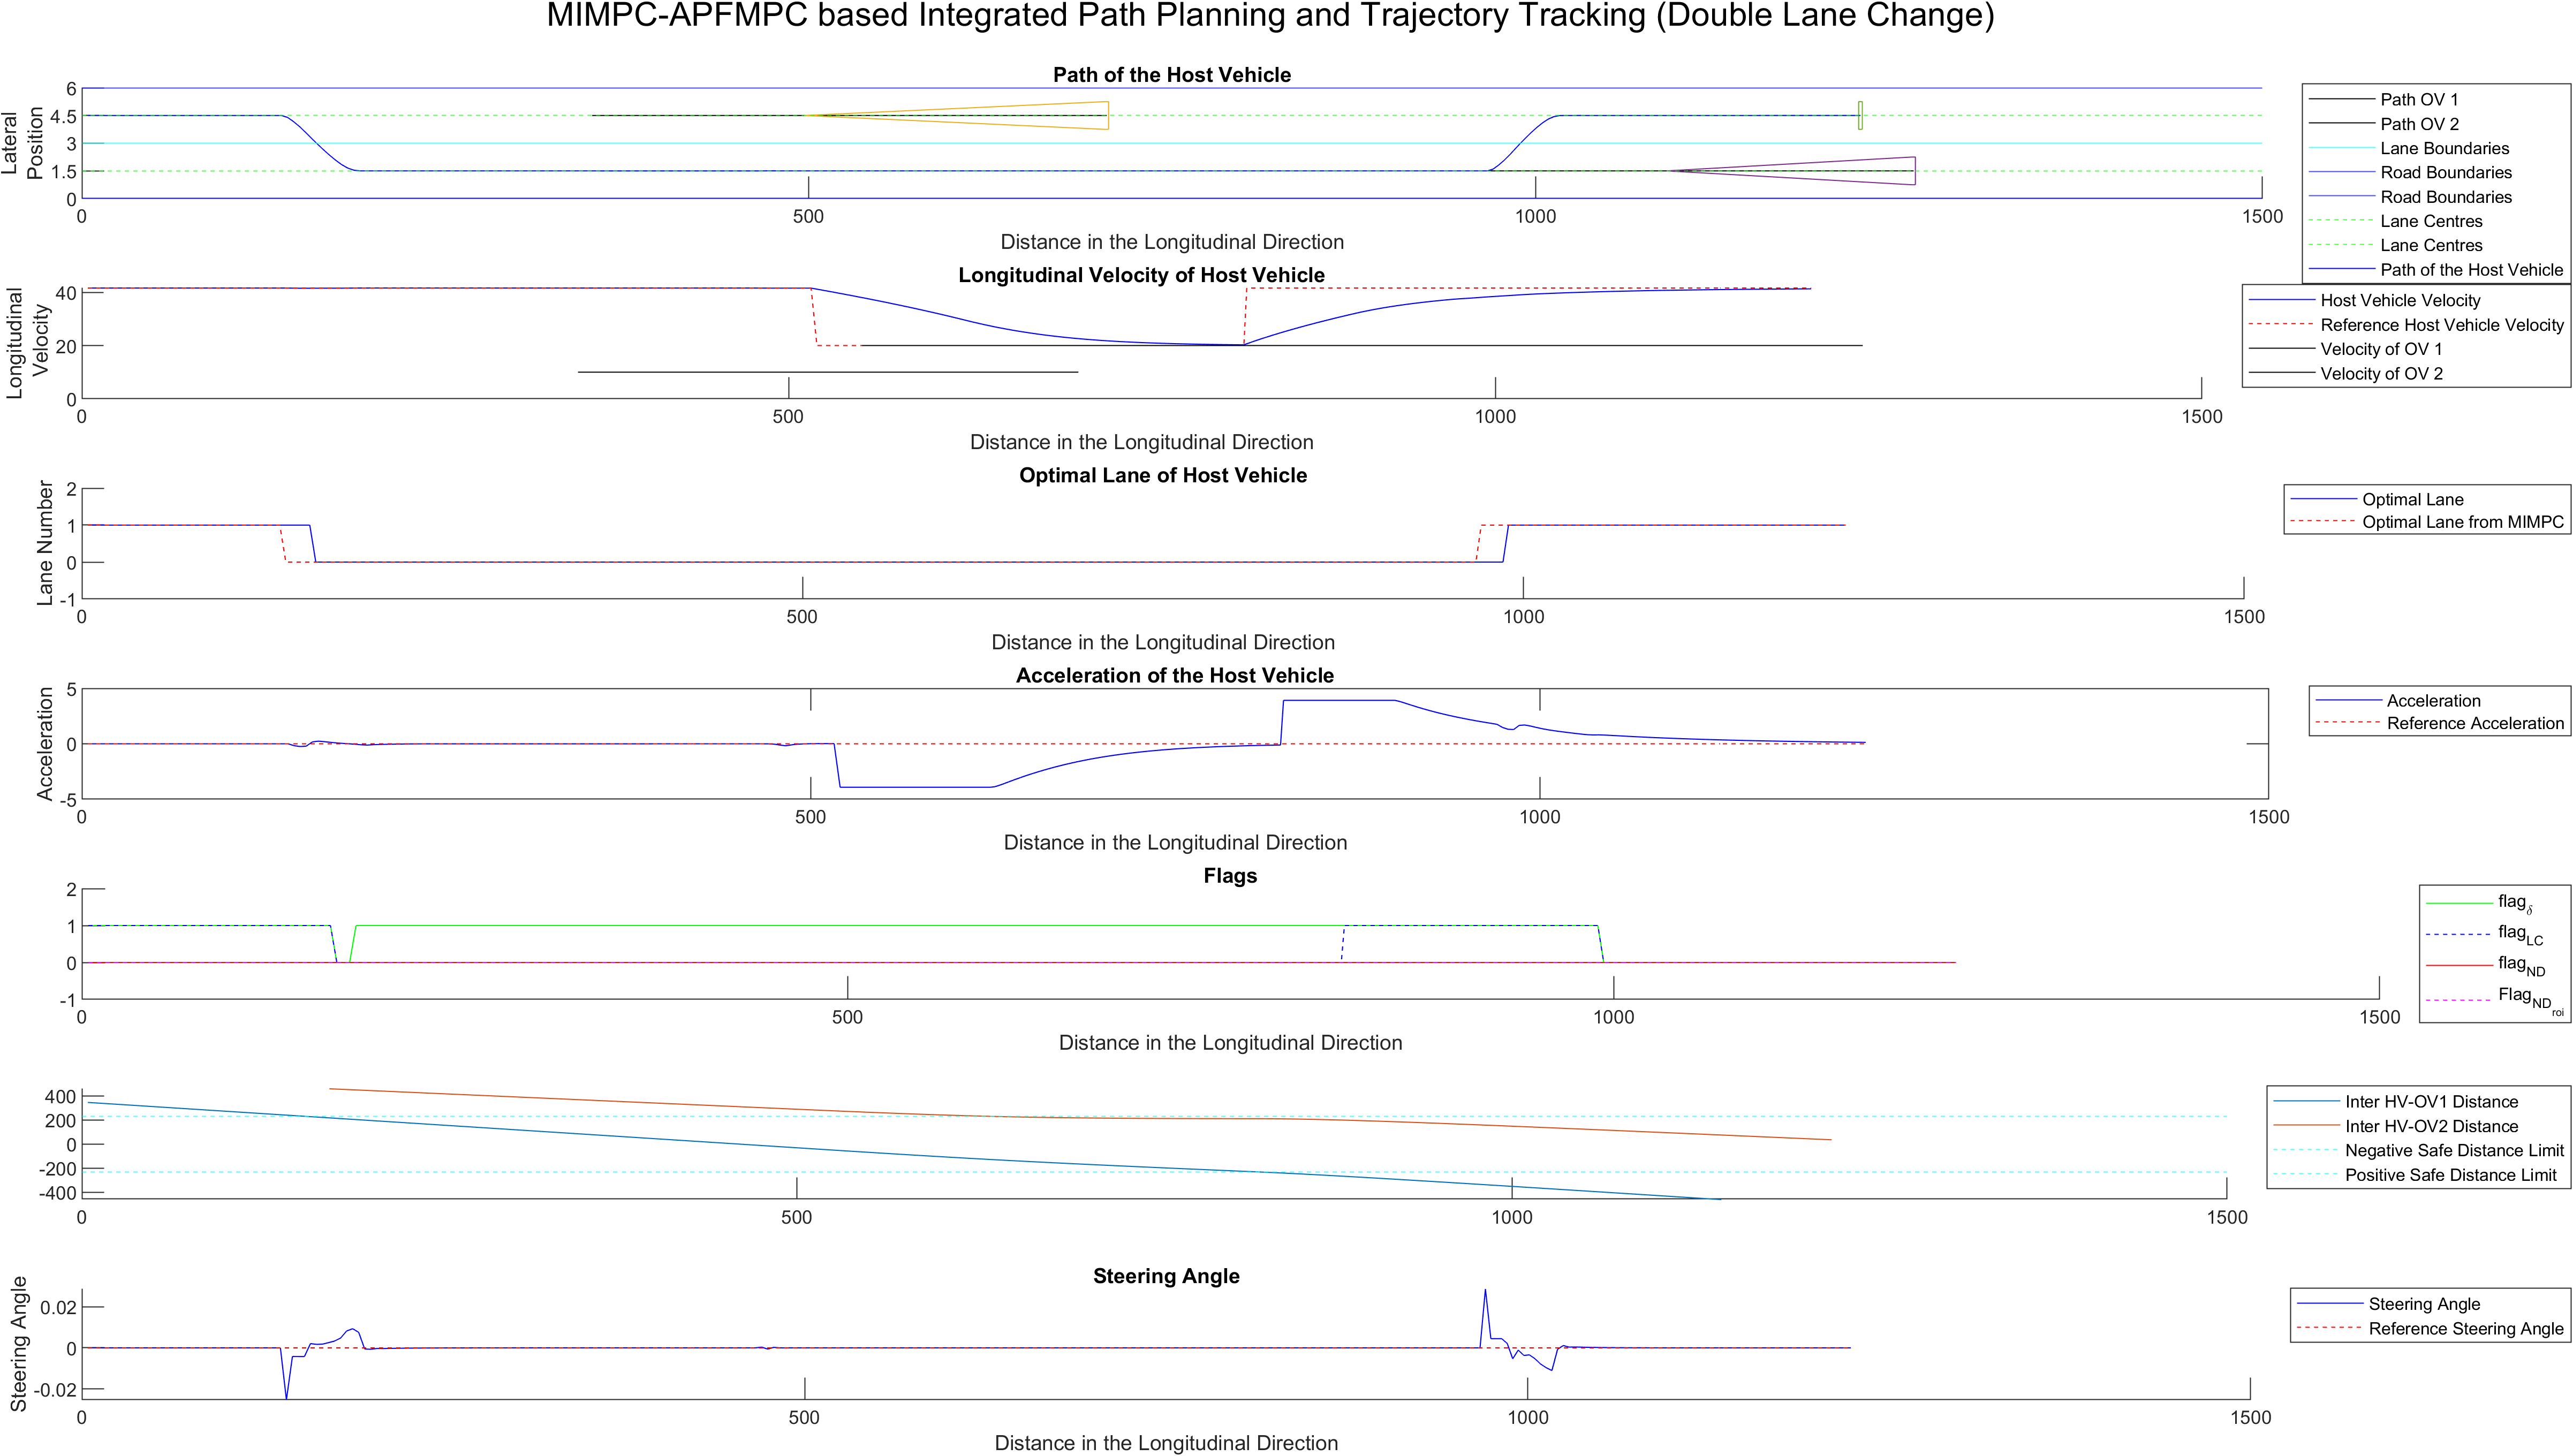 MIMPC-APFMPC based Integrated Path Planning and Trajectory Tracking (Double Lane Change)
Path of the Host Vehicle
Lateral
Position
6
4.5
3
1.5
0
0
500
1000
1500
Distance in the Longitudinal Direction
Path OV 1
Path OV 2
Lane Boundaries
Road Boundaries
Road Boundaries
Lane Centres
Lane Centres
Path of the Host Vehicle
Longitudinal Velocity of Host Vehicle
Longitudinal
Velocity
40
20
0
0
500
1000
1500
Distance in the Longitudinal Direction
Host Vehicle Velocity
Reference Host Vehicle Velocity
Velocity of OV 1
Velocity of OV 2
Optimal Lane of Host Vehicle
Lane Number
2
1
0
-1
0
500
1000
1500
Distance in the Longitudinal Direction
Optimal Lane
Optimal Lane from MIMPC
Acceleration of the Host Vehicle
Acceleration
5
0
-5
0
500
1000
1500
Distance in the Longitudinal Direction
Acceleration
Reference Acceleration
Flags
2
1
0
-1
0
500
1000
1500
Distance in the Longitudinal Direction
flagδ
flagLC
flagND
FlagNDroi
400
200
0
-200
-400
0
500
1000
1500
Inter HV-OV1 Distance
Inter HV-OV2 Distance
Negative Safe Distance Limit
Positive Safe Distance Limit
Steering Angle
Steering Angle
0.02
0
-0.02
0
500
1000
1500
Distance in the Longitudinal Direction
Steering Angle
Reference Steering Angle